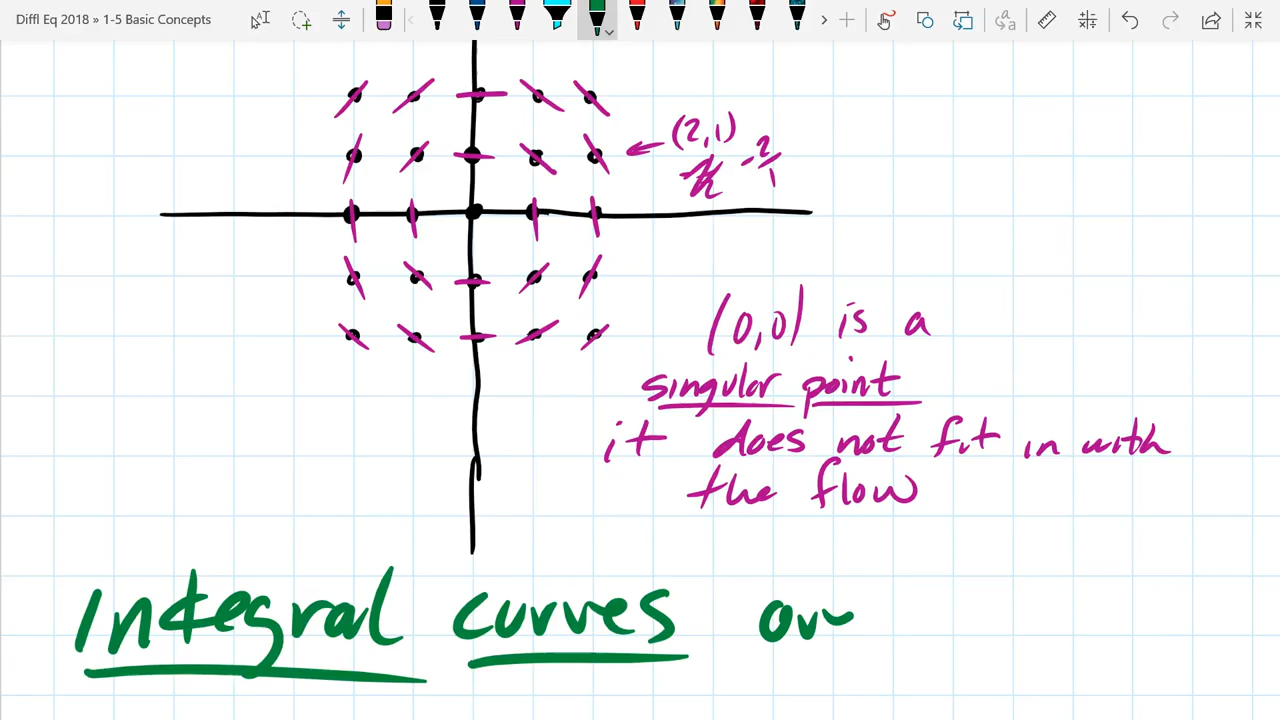 Diffl Eq 2018 » 1-5 Basic Concepts
(2,1)
-2/1
(0,0) is a
singular point
it does not fit in with
the flow
Integral curves